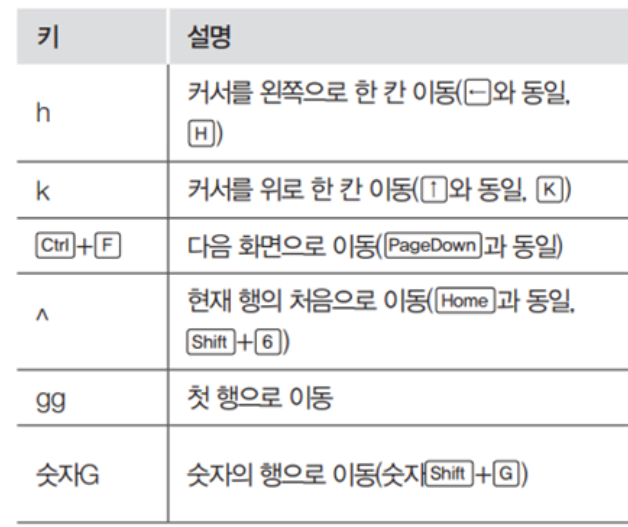 키 설명
h 커서를 왼쪽으로 한 칸 이동(←와 동일,
H)
k 커서를 위로 한 칸 이동(↑와 동일, K)
Ctrl+F 다음 화면으로 이동(PageDown과 동일)
^ 현재 행의 처음으로 이동(Home과 동일,
Shift+6)
gg 첫 행으로 이동
숫자G 숫자의 행으로 이동(숫자Shift+G)